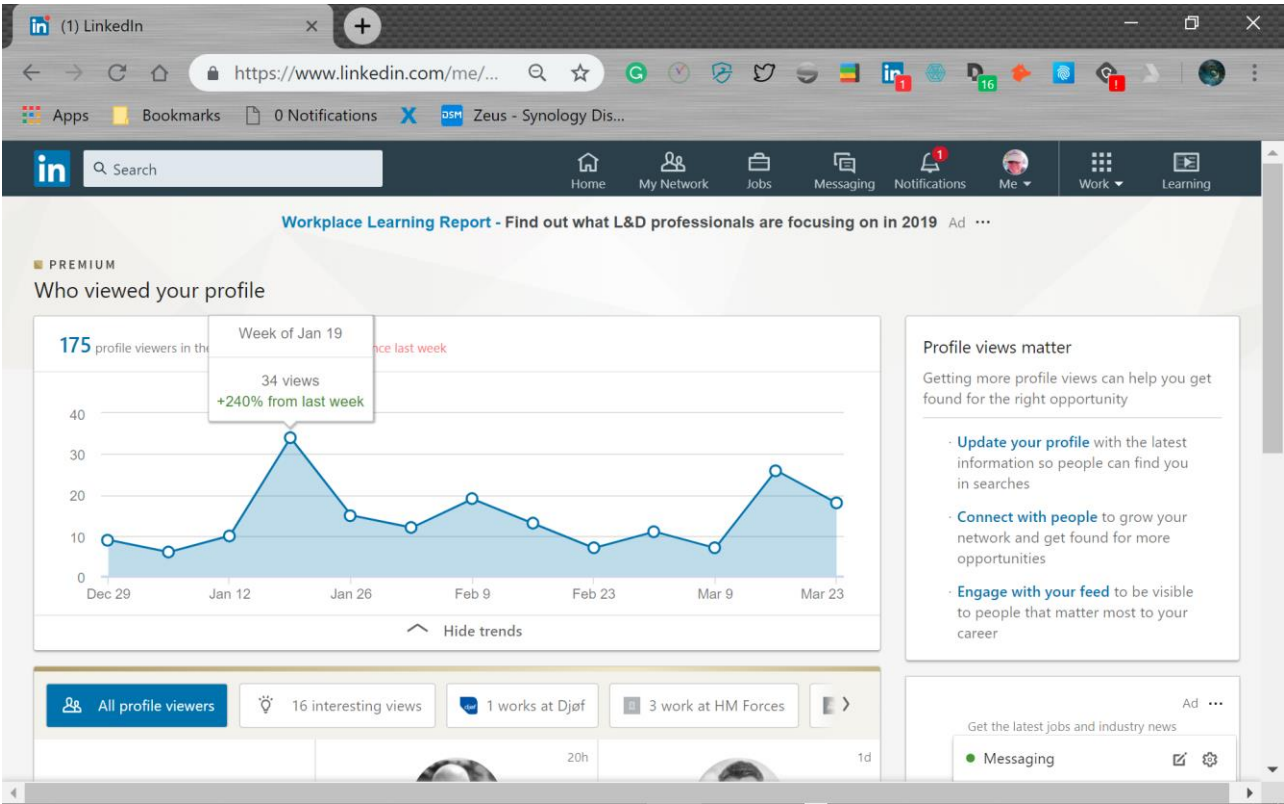 in (1) LinkedIn
https://www.linkedin.com/me/...
1
16
Apps Bookmarks 0 Notifications X DSM Zeus - Synology Dis...
in Search Home My Network Jobs Messaging 1 Notifications Me Work Learning
Workplace Learning Report - Find out what L&D professionals are focusing on in 2019 Ad ...
PREMIUM
Who viewed your profile
175 profile viewers in the
nce last week
Week of Jan 19
34 views
+240% from last week
40
30
20
10
0
Dec 29 Jan 12 Jan 26 Feb 9 Feb 23 Mar 9 Mar 23
Hide trends
Profile views matter
Getting more profile views can help you get
found for the right opportunity
· Update your profile with the latest
information so people can find you
in searches
· Connect with people to grow your
network and get found for more
opportunities
· Engage with your feed to be visible
to people that matter most to your
career
All profile viewers 16 interesting views 1 works at Djøf 3 work at HM Forces
20h 1d
Ad ...
Get the latest jobs and industry news
Messaging